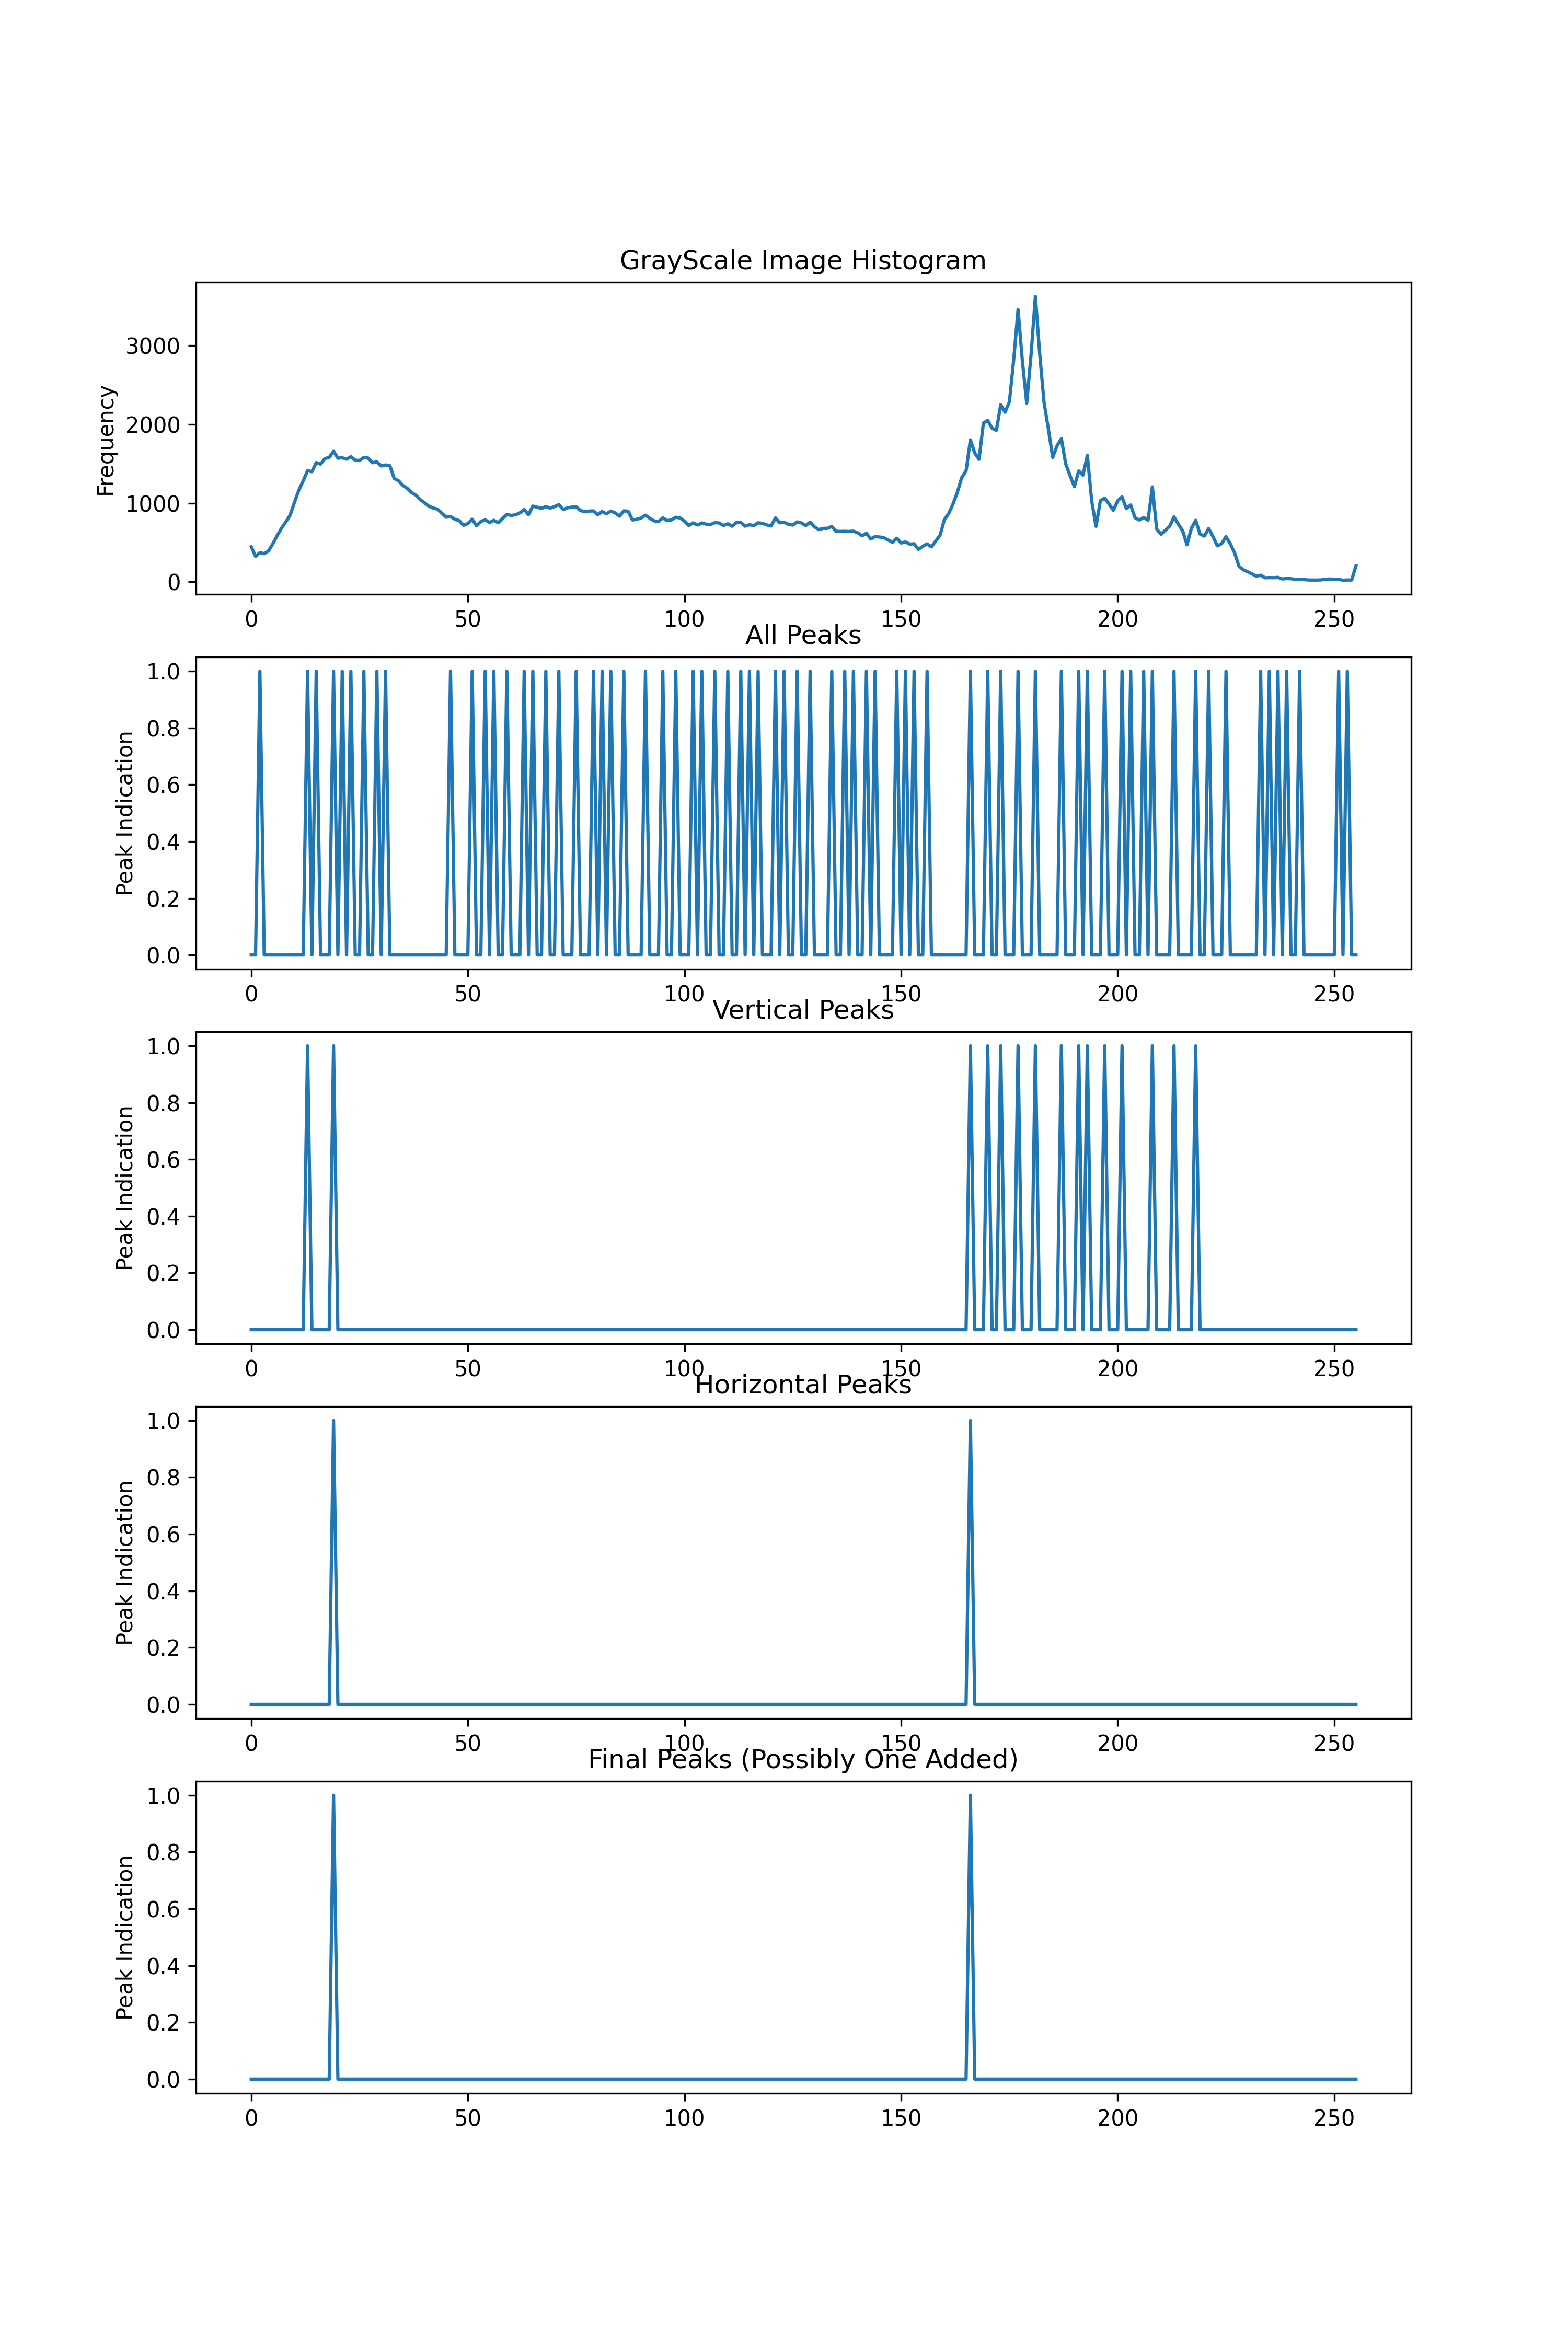 GrayScale Image Histogram
Frequency
3000
2000
1000
0
0 50 100 150 200 250
All Peaks
Peak Indication
1.0
0.8
0.6
0.4
0.2
0.0
0 50 100 150 200 250
Vertical Peaks
Peak Indication
1.0
0.8
0.6
0.4
0.2
0.0
0 50 100 150 200 250
Horizontal Peaks
Peak Indication
1.0
0.8
0.6
0.4
0.2
0.0
0 50 100 150 200 250
Final Peaks (Possibly One Added)
Peak Indication
1.0
0.8
0.6
0.4
0.2
0.0
0 50 100 150 200 250